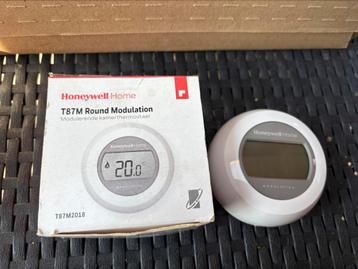 Honeywell Home
T87M Round Modulation
Modulerende kamerthermostaat
20.0
T87M2018
Honeywell Home